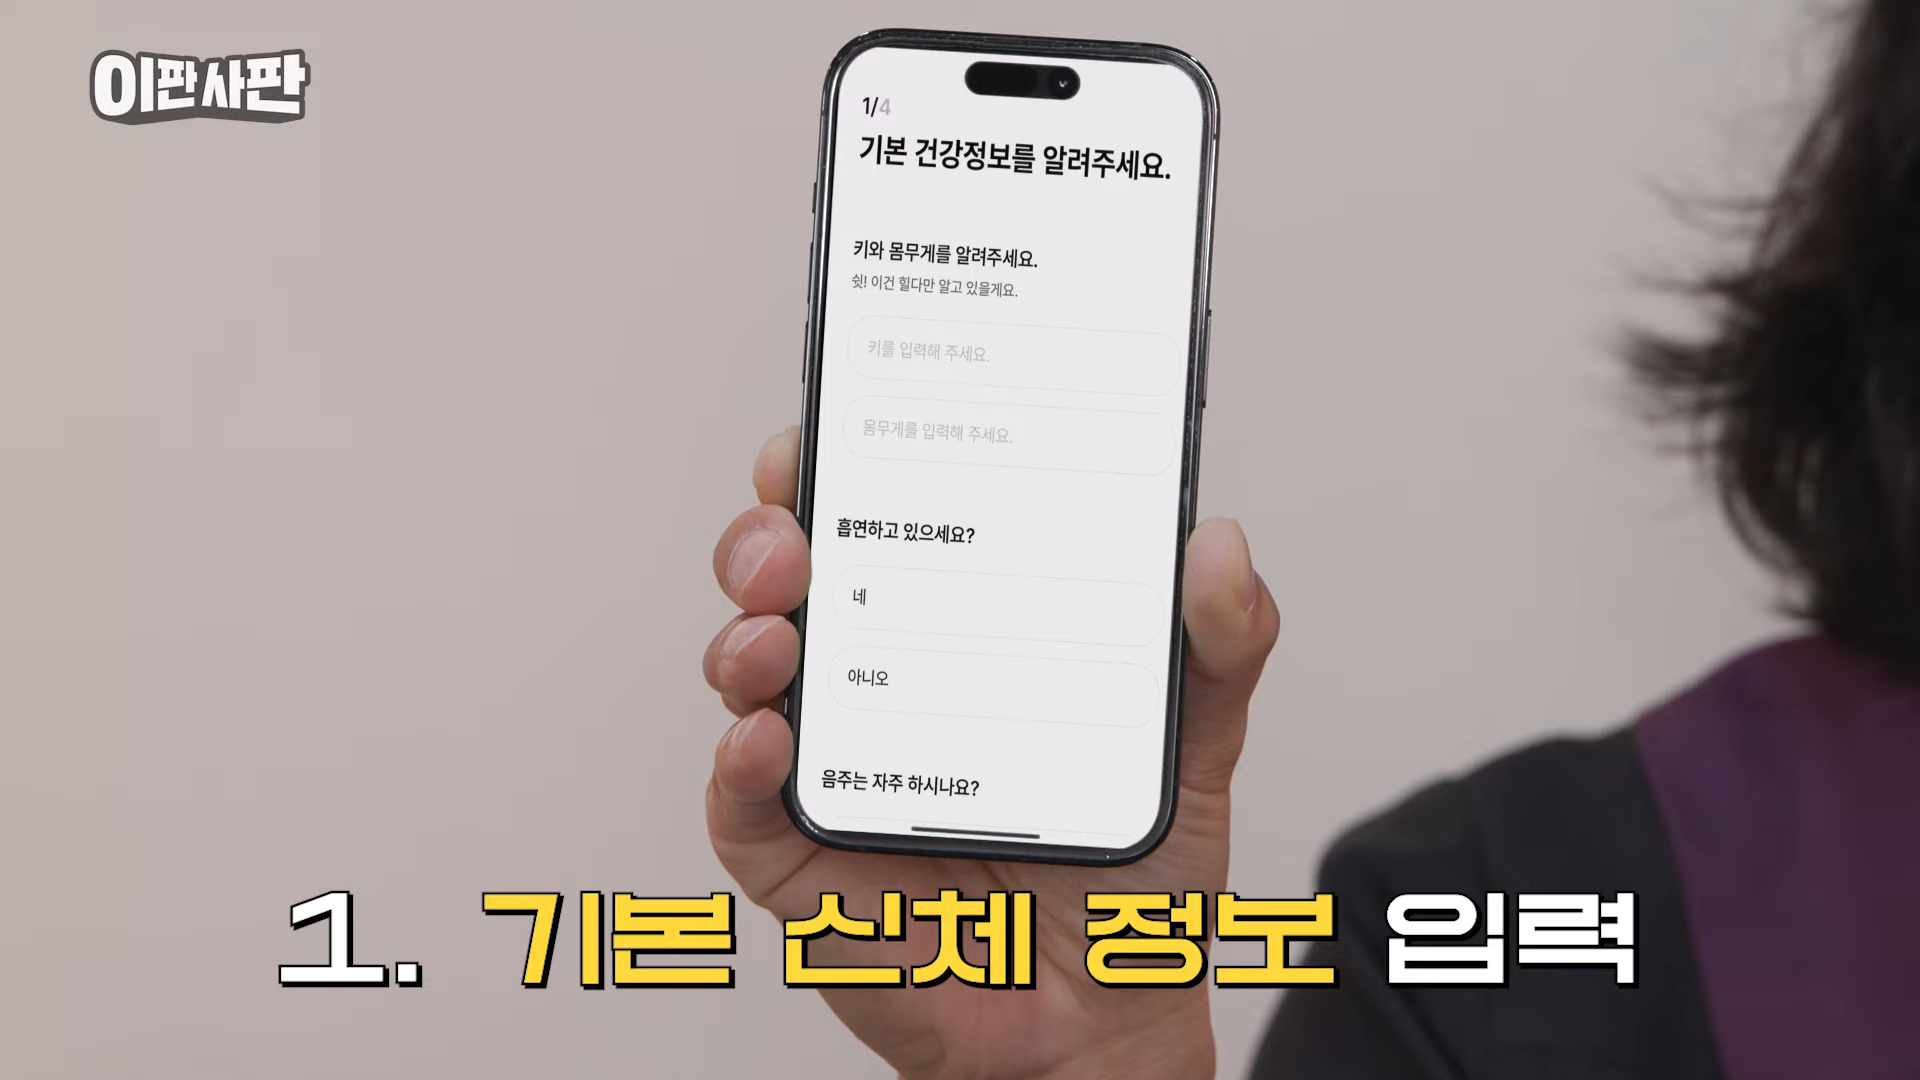 이판사판
1/4
기본 건강정보를 알려주세요.
키와 몸무게를 알려주세요.
쉿! 이건 힐다만 알고 있을게요.
키를 입력해 주세요.
몸무게를 입력해 주세요.
흡연하고 있으세요?
네
아니오
음주는 자주 하시나요?
1. 기본 신체 정보 입력